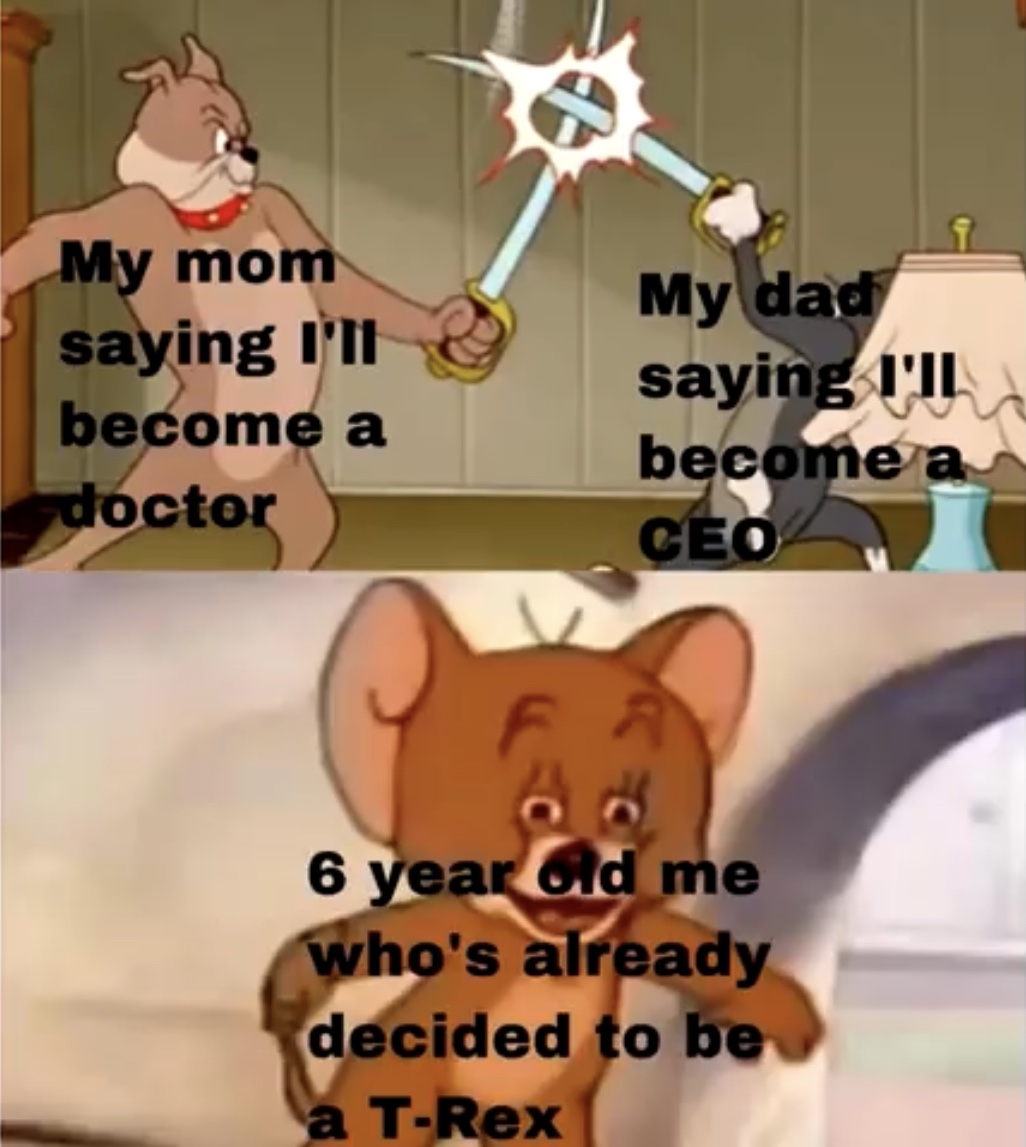 My mom
saying I'll
become a
doctor
My dad
saying I'll
become a
CEO
6 year old me
who's already
decided to be
a T-Rex